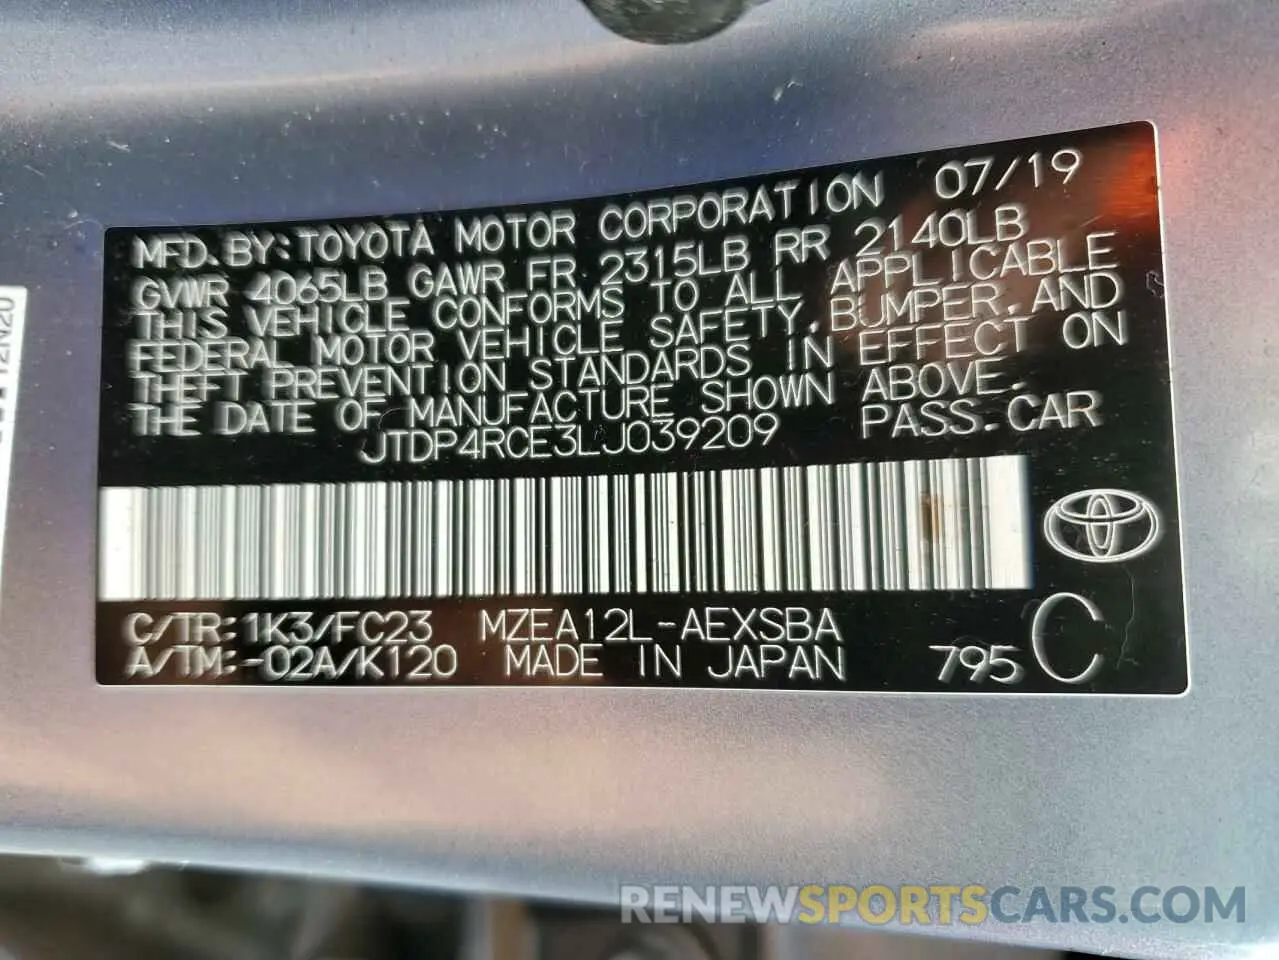 MFD. BY: TOYOTA MOTOR CORPORATION 07/19
GVWR 4065LB GAWR FR 2315LB RR 2140LB
THIS VEHICLE CONFORMS TO ALL APPLICABLE
FEDERAL MOTOR VEHICLE SAFETY, BUMPER, AND
THEFT PREVENTION STANDARDS IN EFFECT ON
THE DATE OF MANUFACTURE SHOWN ABOVE.
JTDP4RCE3LJ039209 PASS. CAR
C/TR: 1K3/FC23 MZEA12L-AEXSBA
A/TM: -02A/K120 MADE IN JAPAN 795 C
RENEWSPORTSCARS.COM